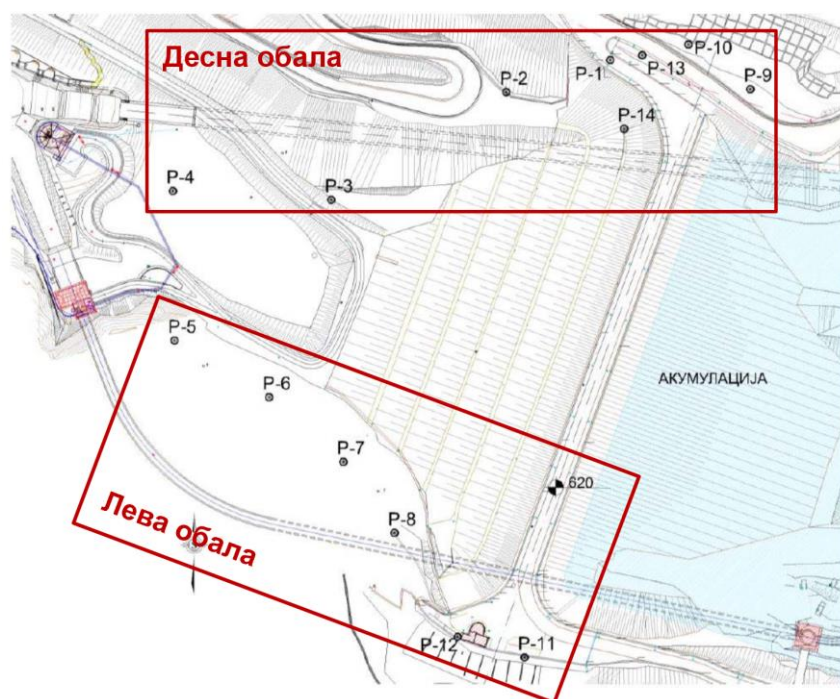 Десна обала
P-10
P-1
P-13
P-2
P-9
P-14
P-4
P-3
P-5
АКУМУЛАЦИЈА
P-6
P-7
620
Лева обала
P-8
P-12
P-11